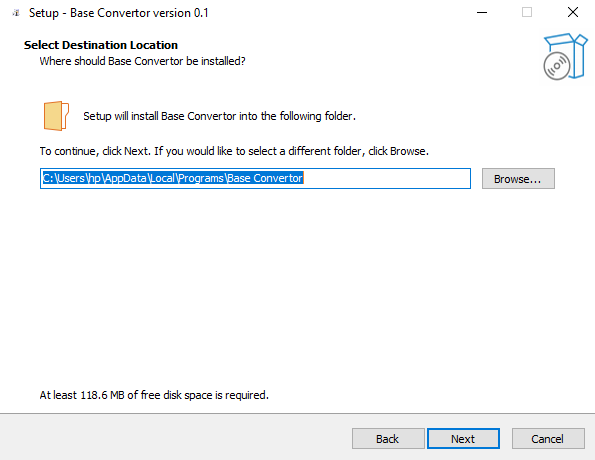 Setup - Base Convertor version 0.1
Select Destination Location
Where should Base Convertor be installed?
Setup will install Base Convertor into the following folder.
To continue, click Next. If you would like to select a different folder, click Browse.
C:\Users\hp\AppData\Local\Programs\Base Convertor
Browse...
At least 118.6 MB of free disk space is required.
Back
Next
Cancel